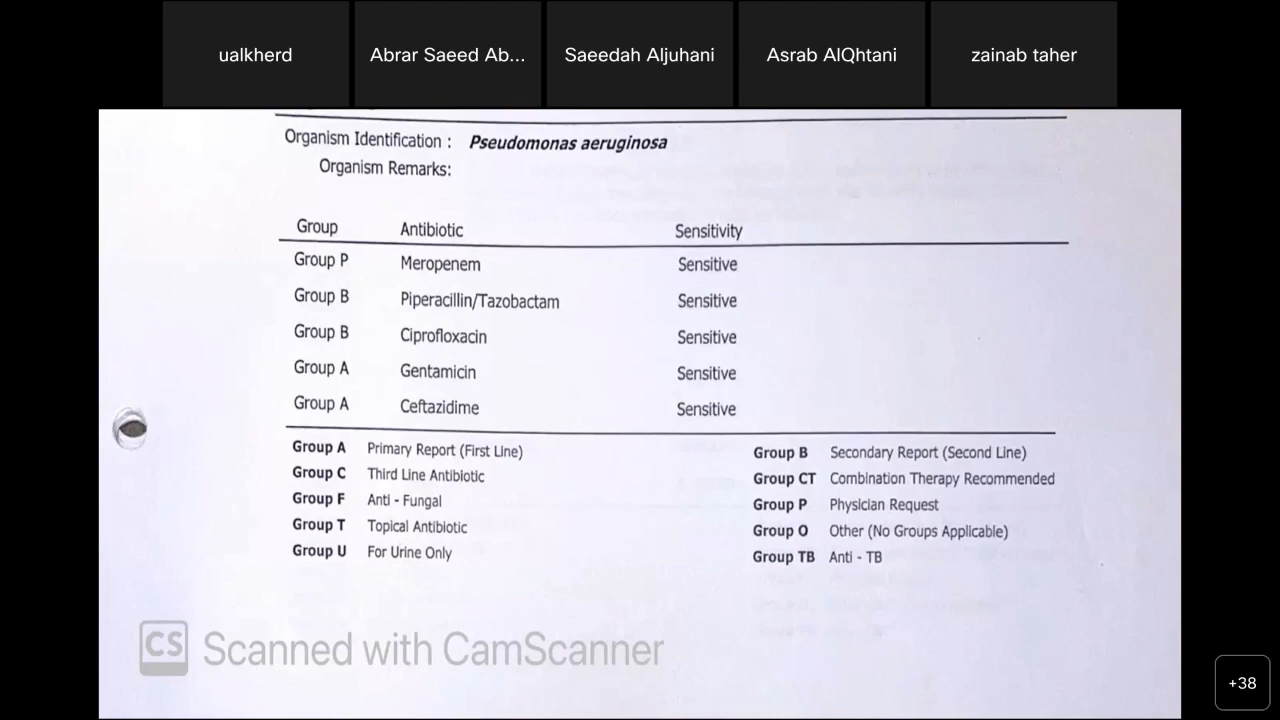 ualkherd
Abrar Saeed Ab...
Saeedah Aljuhani
Asrab AlQhtani
zainab taher
Organism Identification : Pseudomonas aeruginosa
Organism Remarks:
Group Antibiotic Sensitivity
Group P Meropenem Sensitive
Group B Piperacillin/Tazobactam Sensitive
Group B Ciprofloxacin Sensitive
Group A Gentamicin Sensitive
Group A Ceftazidime Sensitive
Group A Primary Report (First Line) Group B Secondary Report (Second Line)
Group C Third Line Antibiotic Group CT Combination Therapy Recommended
Group F Anti - Fungal Group P Physician Request
Group T Topical Antibiotic Group O Other (No Groups Applicable)
Group U For Urine Only Group TB Anti - TB
CS Scanned with CamScanner
+38